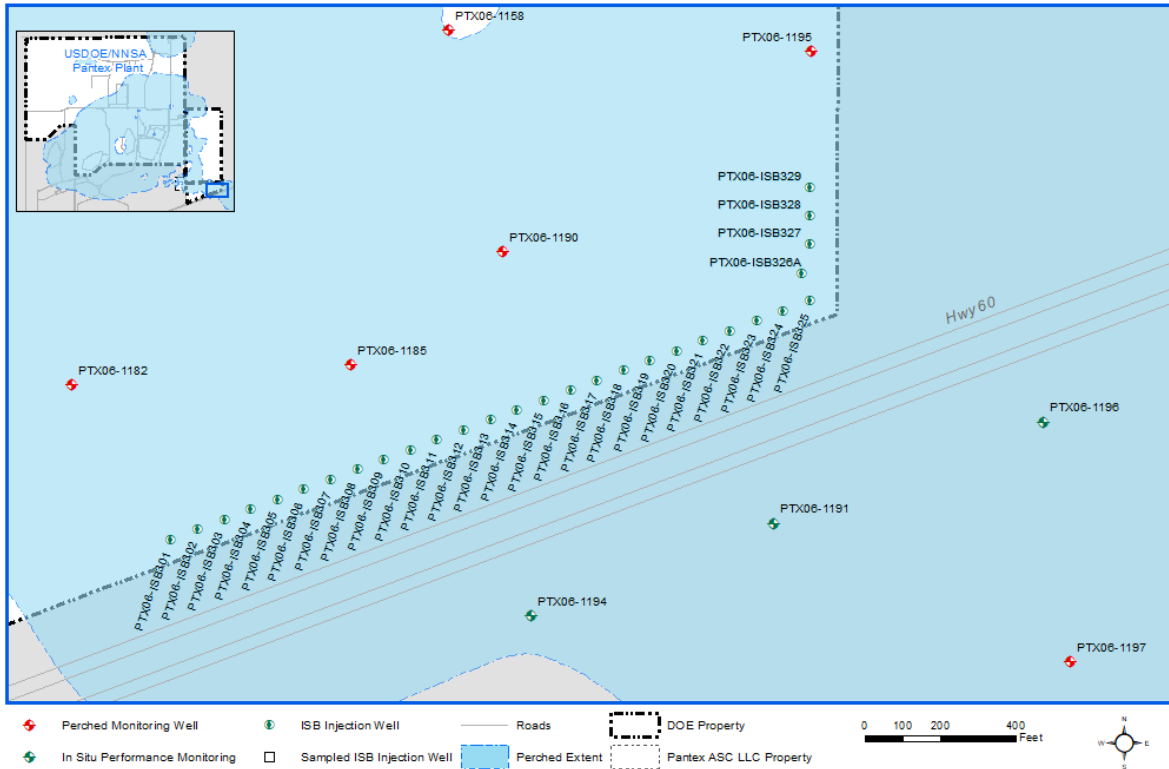 PTX06-1158
PTX06-1195
USDOE/NNSA
Pantex Plant
PTX06-ISB329
PTX06-ISB328
PTX06-ISB327
PTX06-ISB326A
PTX06-1190
Hwy 60
PTX06-1185
PTX06-1182
PTX06-1196
PTX06-1191
PTX06-1194
PTX06-1197
PTX06-ISB301
PTX06-ISB302
PTX06-ISB303
PTX06-ISB304
PTX06-ISB305
PTX06-ISB306
PTX06-ISB307
PTX06-ISB308
PTX06-ISB309
PTX06-ISB310
PTX06-ISB311
PTX06-ISB312
PTX06-ISB313
PTX06-ISB314
PTX06-ISB315
PTX06-ISB316
PTX06-ISB317
PTX06-ISB318
PTX06-ISB319
PTX06-ISB320
PTX06-ISB321
PTX06-ISB322
PTX06-ISB323
PTX06-ISB324
PTX06-ISB325
Perched Monitoring Well
ISB Injection Well
Roads
DOE Property
0 100 200 400
Feet
In Situ Performance Monitoring
Sampled ISB Injection Well
Perched Extent
Pantex ASC LLC Property
N
W E
S